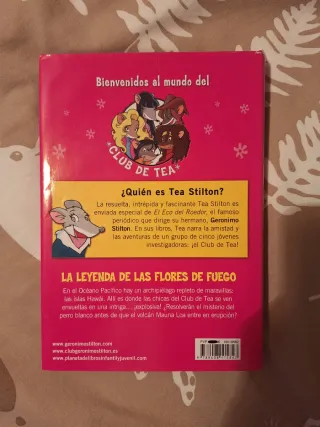 Bienvenidos al mundo del
CLUB DE TEA
¿Quién es Tea Stilton?
La resuelta, intrépida y fascinante Tea Stilton es
enviada especial de El Eco del Roedor, el famoso
periódico que dirige su hermano, Geronimo
Stilton. En sus libros, Tea narra la amistad y
las aventuras de un grupo de cinco jóvenes
investigadoras: ¡el Club de Tea!
LA LEYENDA DE LAS FLORES DE FUEGO
En el Océano Pacífico hay un archipiélago repleto de maravillas:
las islas Hawái. Allí es donde las chicas del Club de Tea se ven
envueltas en una intriga... ¡explosiva! ¿Resolverán el misterio del
perro blanco antes de que el volcán Mauna Loa entre en erupción?
www.geronimostilton.com
www.clubgeronimostilton.es
www.planetadelibrosinfantilyjuvenil.com
PVP